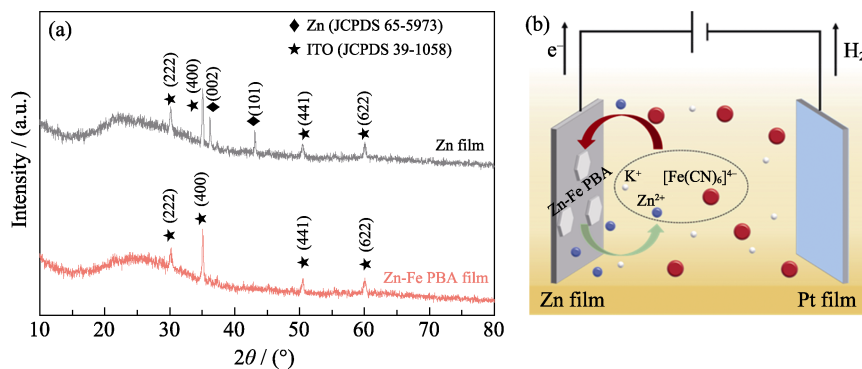 (a)
◆ Zn (JCPDS 65-5973)
★ ITO (JCPDS 39-1058)
★ (222)
★ (400)
◆ (002)
◆ (101)
★ (441)
★ (622)
Zn film
★ (222)
★ (400)
★ (441)
★ (622)
Zn-Fe PBA film
Intensity / (a.u.)
10 20 30 40 50 60 70 80
2θ / (°)
(b)
e⁻
H₂
Zn-Fe PBA
K⁺
[Fe(CN)₆]⁴⁻
Zn²⁺
Zn film
Pt film